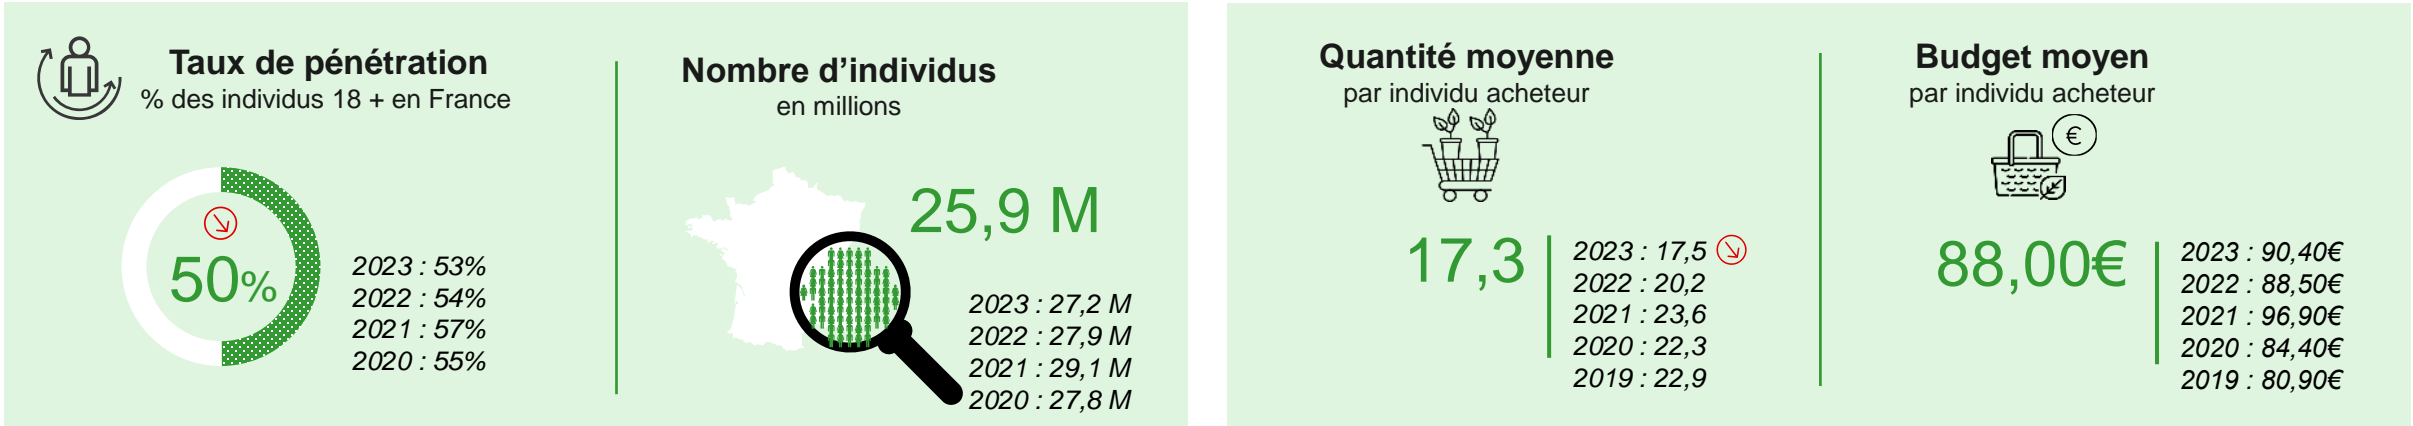 Taux de pénétration
% des individus 18 + en France
50%
2023 : 53%
2022 : 54%
2021 : 57%
2020 : 55%
Nombre d’individus
en millions
25,9 M
2023 : 27,2 M
2022 : 27,9 M
2021 : 29,1 M
2020 : 27,8 M
Quantité moyenne
par individu acheteur
17,3
2023 : 17,5
2022 : 20,2
2021 : 23,6
2020 : 22,3
2019 : 22,9
Budget moyen
par individu acheteur
€
88,00€
2023 : 90,40€
2022 : 88,50€
2021 : 96,90€
2020 : 84,40€
2019 : 80,90€